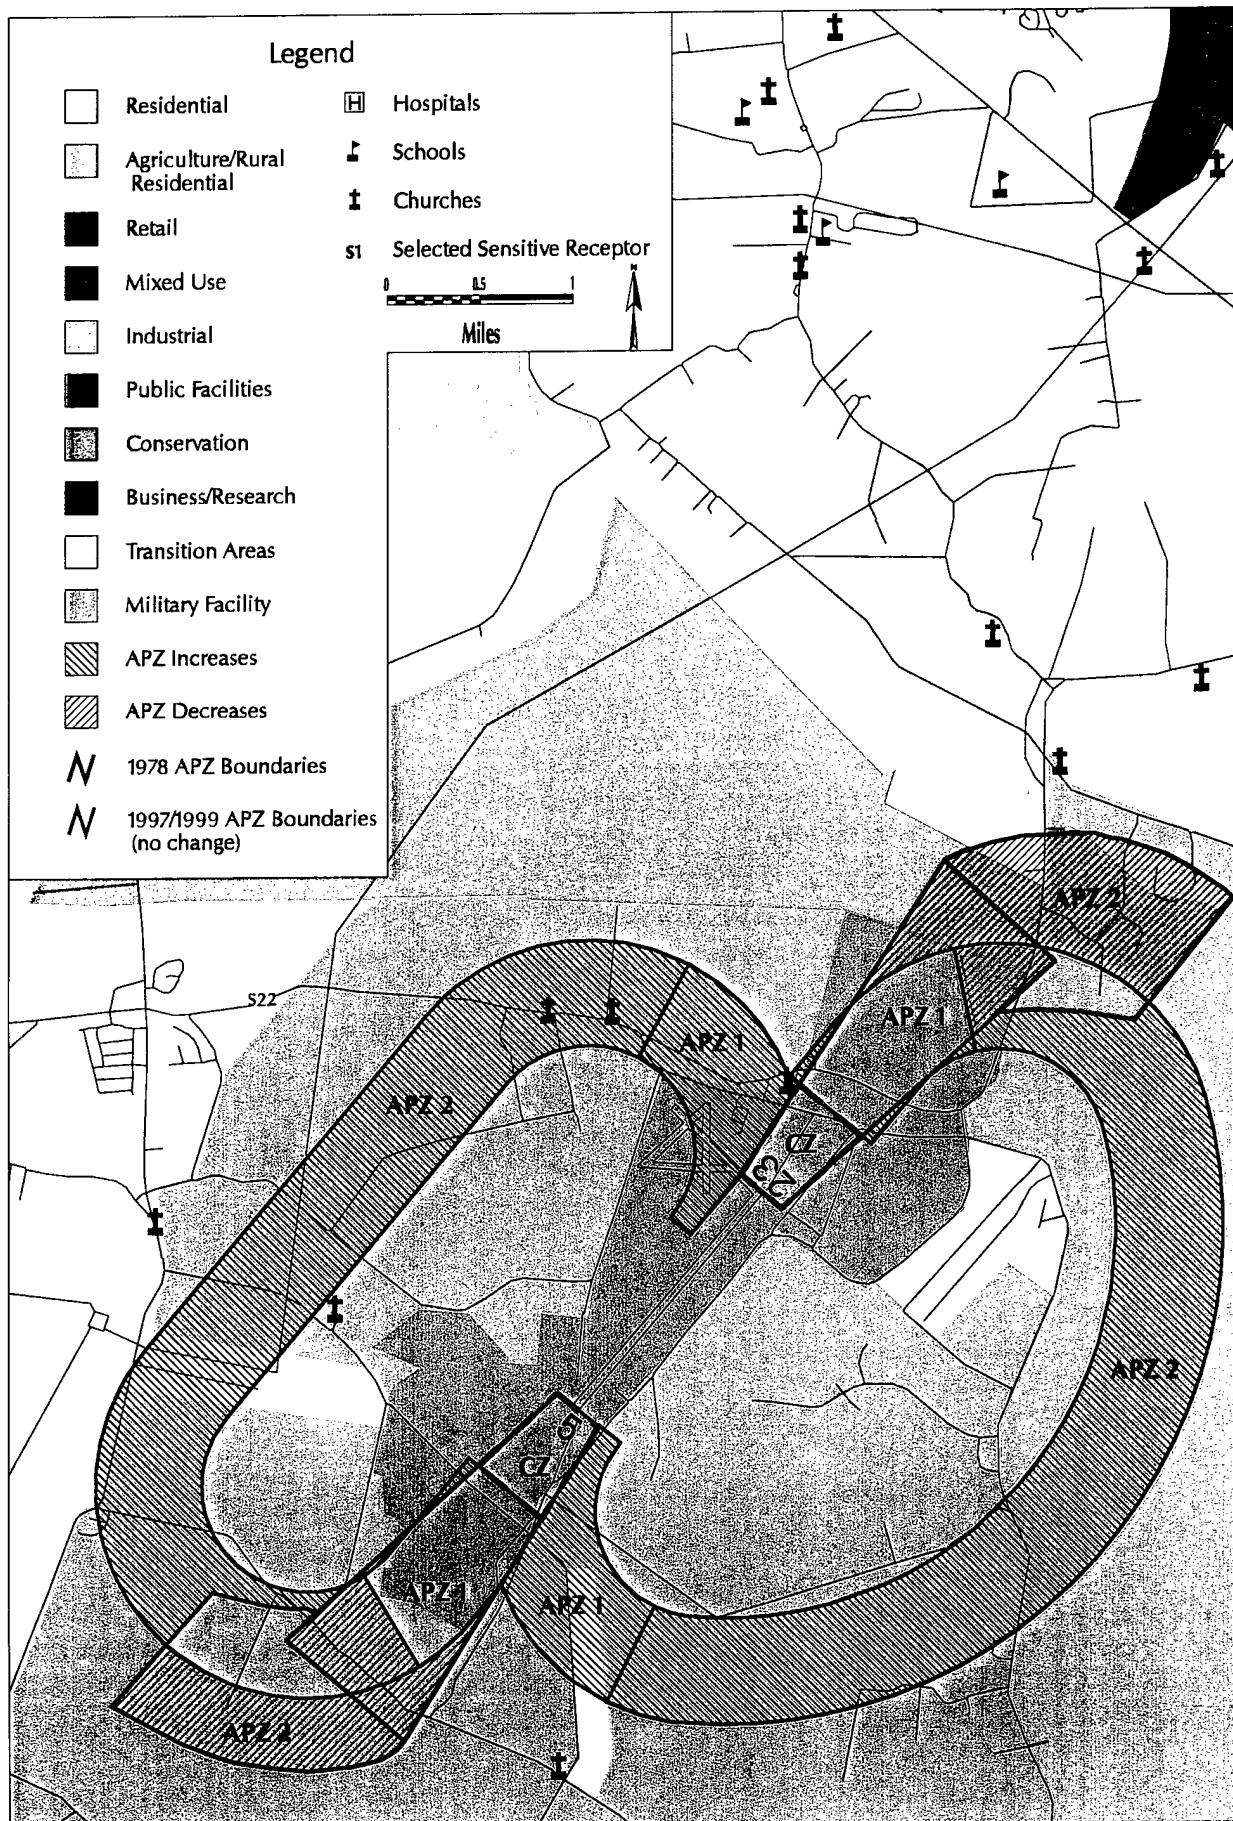 Legend
Residential
Agriculture/Rural
Residential
Retail
Mixed Use
Industrial
Public Facilities
Conservation
Business/Research
Transition Areas
Military Facility
APZ Increases
APZ Decreases
1978 APZ Boundaries
1997/1999 APZ Boundaries
(no change)
H Hospitals
Schools
Churches
S1 Selected Sensitive Receptor
0 0.5 1
Miles
N
APZ 2
S22
APZ 1
APZ 1
APZ 2
CZ
23
APZ 2
5
CZ
APZ 1
APZ 1
APZ 2